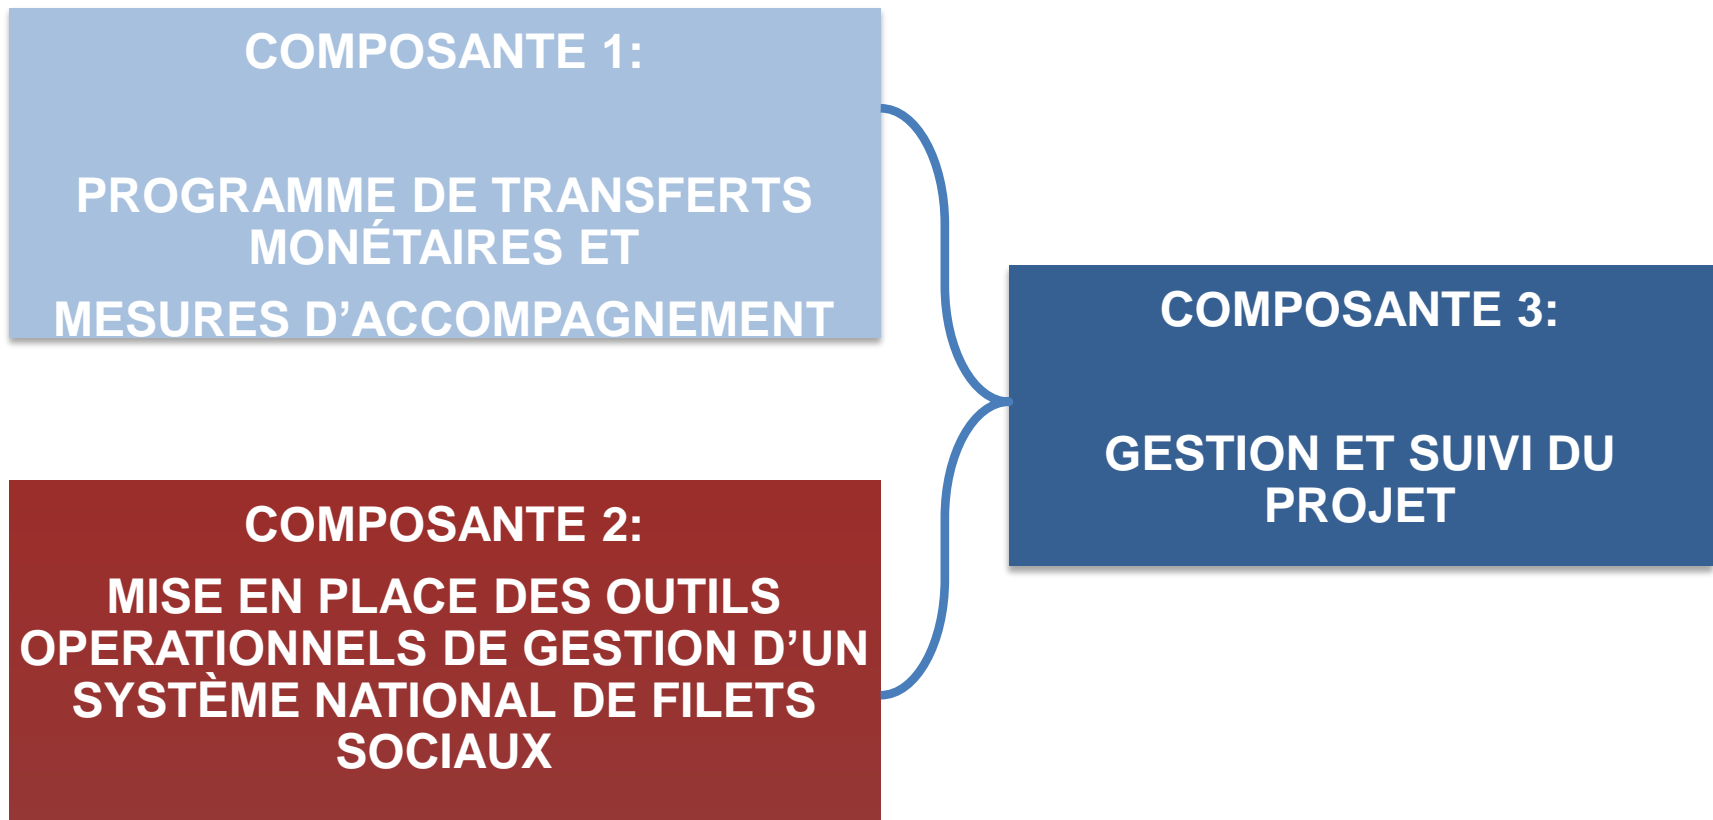 COMPOSANTE 1:
PROGRAMME DE TRANSFERTS
MONÉTAIRES ET
MESURES D’ACCOMPAGNEMENT
COMPOSANTE 2:
MISE EN PLACE DES OUTILS
OPERATIONNELS DE GESTION D’UN
SYSTÈME NATIONAL DE FILETS
SOCIAUX
COMPOSANTE 3:
GESTION ET SUIVI DU
PROJET